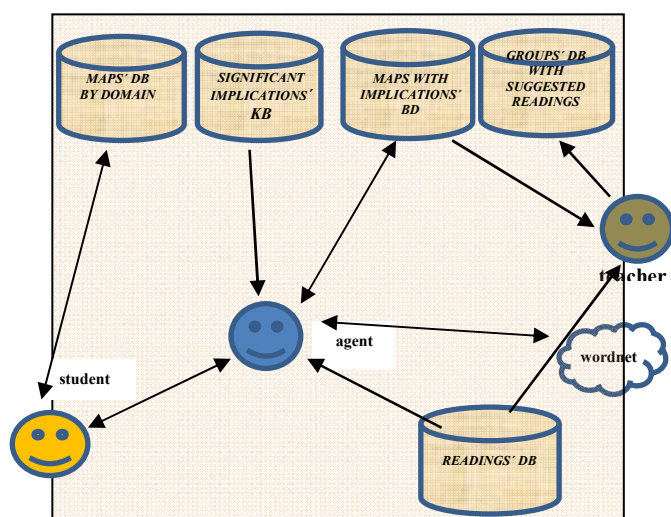 MAPS´ DB
BY DOMAIN
SIGNIFICANT
IMPLICATIONS´
KB
MAPS WITH
IMPLICATIONS´
BD
GROUPS´ DB
WITH
SUGGESTED
READINGS
teacher
agent
wordnet
student
READINGS´ DB